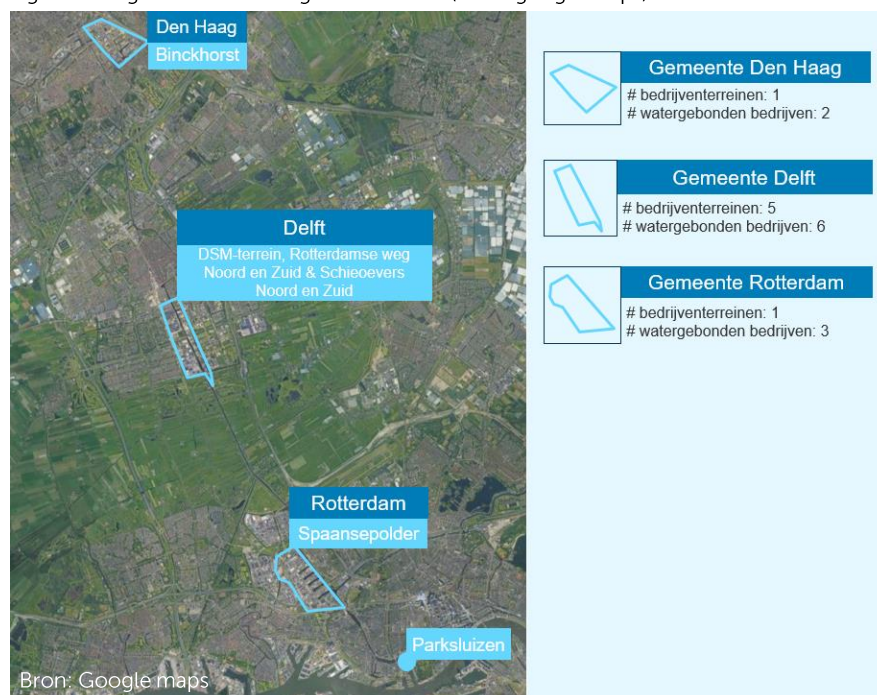 Den Haag
Binckhorst
Delft
DSM-terrein, Rotterdamse weg
Noord en Zuid & Schieoevers
Noord en Zuid
Rotterdam
Spaansepolder
Parksluizen
Bron: Google maps
Gemeente Den Haag
# bedrijventerreinen: 1
# watergebonden bedrijven: 2
Gemeente Delft
# bedrijventerreinen: 5
# watergebonden bedrijven: 6
Gemeente Rotterdam
# bedrijventerreinen: 1
# watergebonden bedrijven: 3